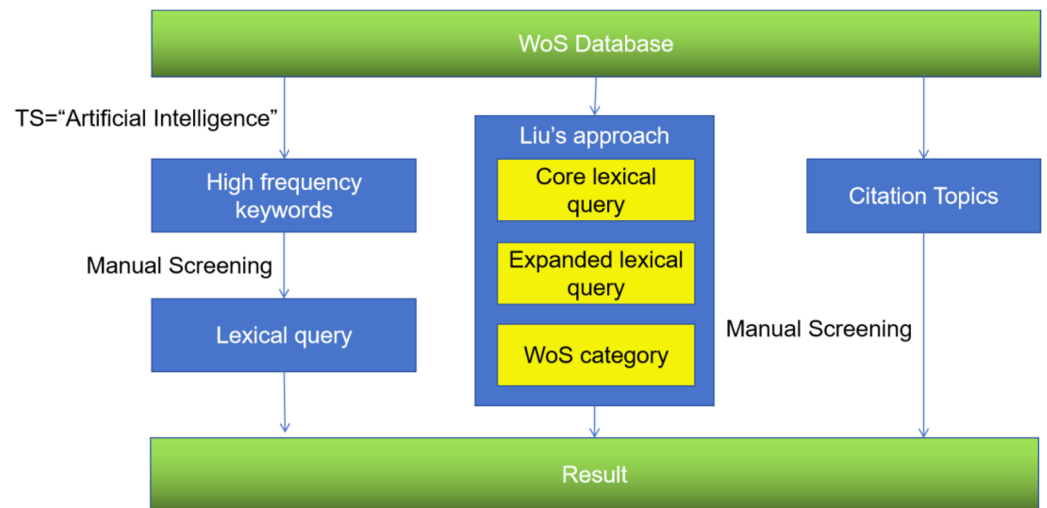 WoS Database
TS=“Artificial Intelligence”
High frequency
keywords
Manual Screening
Lexical query
Liu’s approach
Core lexical
query
Expanded lexical
query
WoS category
Citation Topics
Manual Screening
Result